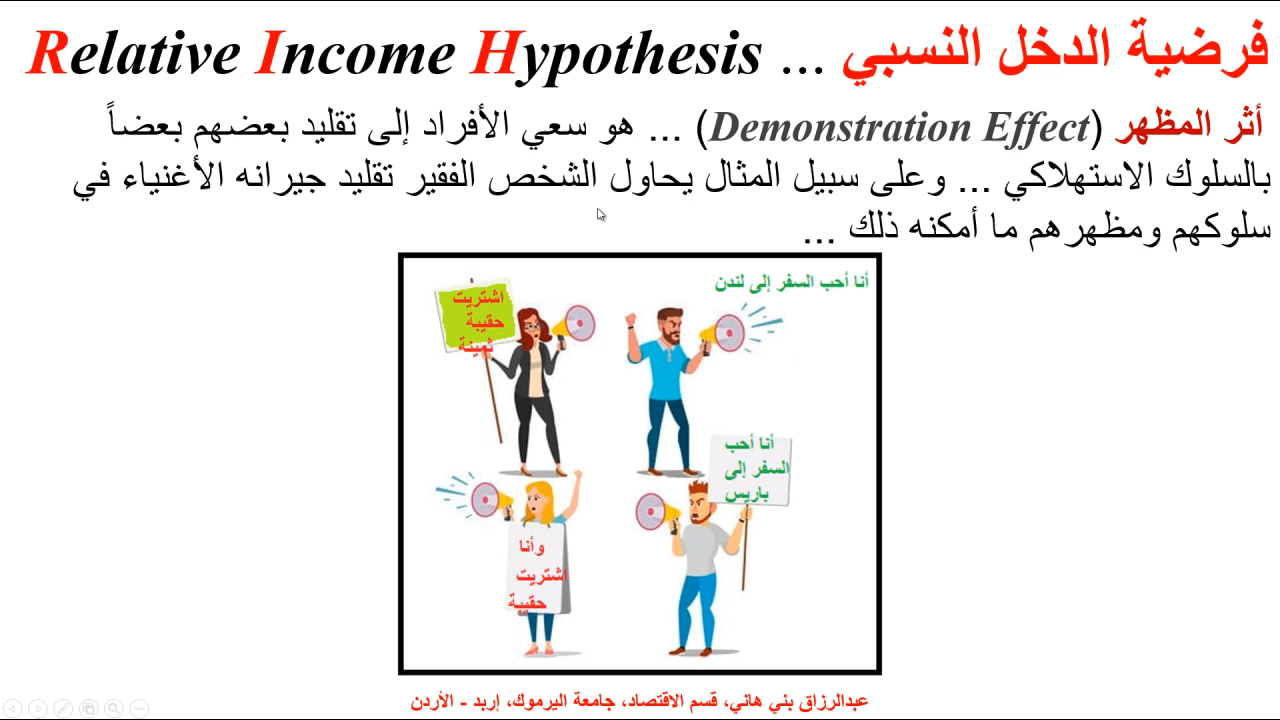 فرضية الدخل النسبي ... Relative Income Hypothesis
أثر المظهر (Demonstration Effect) ... هو سعي الأفراد إلى تقليد بعضهم بعضاً
بالسلوك الاستهلاكي ... وعلى سبيل المثال يحاول الشخص الفقير تقليد جيرانه الأغنياء في
سلوكهم ومظهرهم ما أمكنه ذلك ...
أنا أحب السفر إلى لندن
اشتريت
حقيبة
ثمينة
أنا أحب
السفر إلى
باريس
وأنا
اشتريت
حقيبة
عبدالرزاق بني هاني، قسم الاقتصاد، جامعة اليرموك، إربد - الأردن